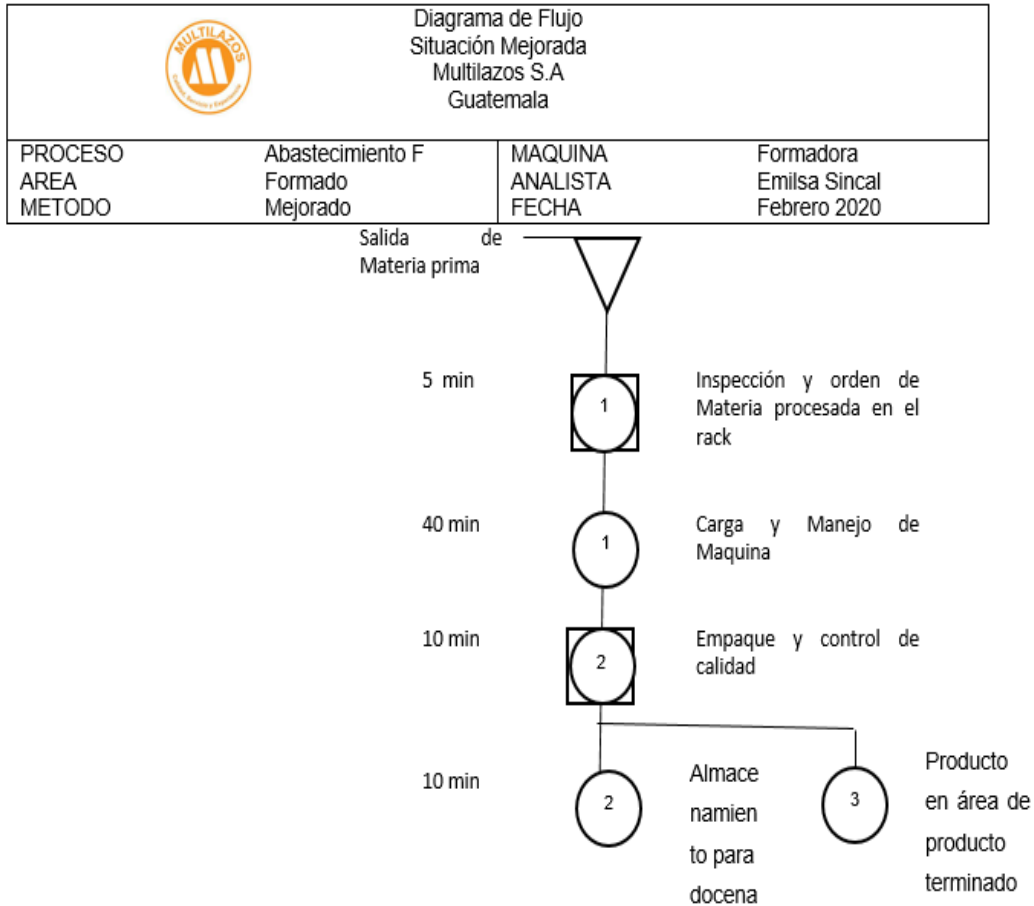 MULTILAZOS
Diagrama de Flujo
Situación Mejorada
Multilazos S.A
Guatemala
PROCESO Abastecimiento F MAQUINA Formadora
AREA Formado ANALISTA Emilsa Sincal
METODO Mejorado FECHA Febrero 2020
Salida de
Materia prima
5 min
1
Inspección y orden de
Materia procesada en el
rack
40 min
1
Carga y Manejo de
Maquina
10 min
2
Empaque y control de
calidad
10 min
2
Almace
namien
to para
docena
3
Producto
en área de
producto
terminado